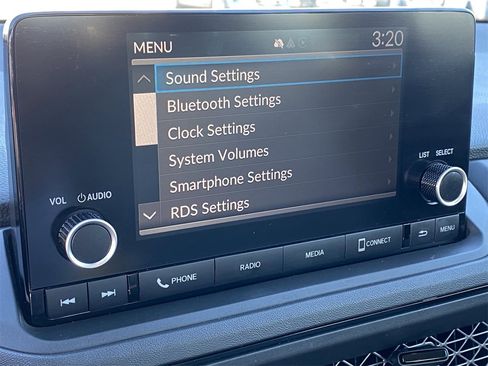 MENU 3:20
Sound Settings
Bluetooth Settings
Clock Settings
System Volumes
Smartphone Settings
RDS Settings
VOL AUDIO
LIST SELECT
PHONE RADIO MEDIA CONNECT MENU